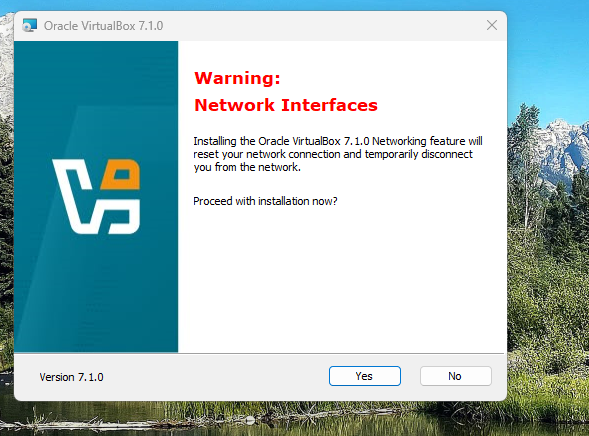 Oracle VirtualBox 7.1.0
Warning:
Network Interfaces
Installing the Oracle VirtualBox 7.1.0 Networking feature will
reset your network connection and temporarily disconnect
you from the network.
Proceed with installation now?
Version 7.1.0
Yes
No